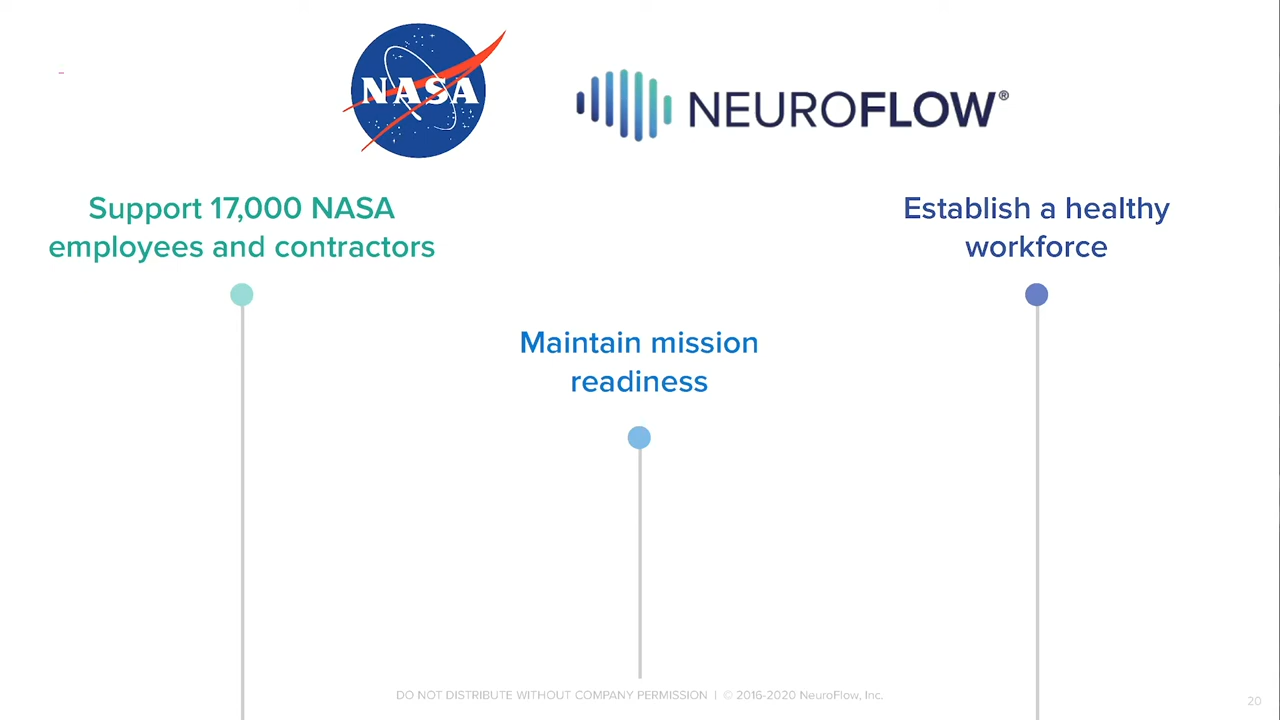 NASA
NEUROFLOW®
Support 17,000 NASA
employees and contractors
Establish a healthy
workforce
Maintain mission
readiness
DO NOT DISTRIBUTE WITHOUT COMPANY PERMISSION | © 2016-2020 NeuroFlow, Inc.
20